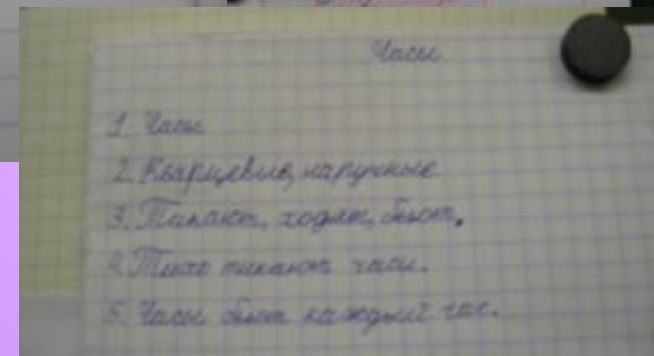 Часы
1. Часы
2. Кварцевые, наручные.
3. Тикают, ходят, бьют.
4. Тихо тикают часы.
5. Часы бьют каждый час.